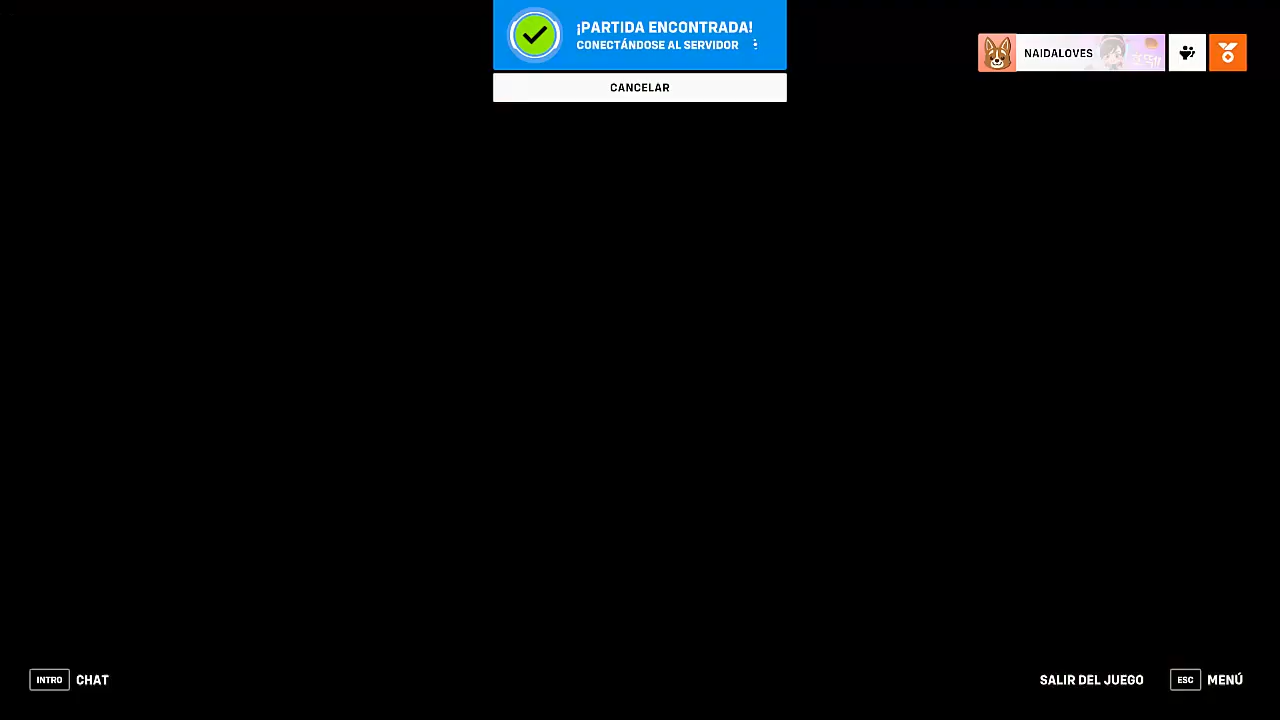 ¡PARTIDA ENCONTRADA!
CONECTÁNDOSE AL SERVIDOR
CANCELAR
NAIDALOVES
INTRO CHAT
SALIR DEL JUEGO
ESC MENÚ